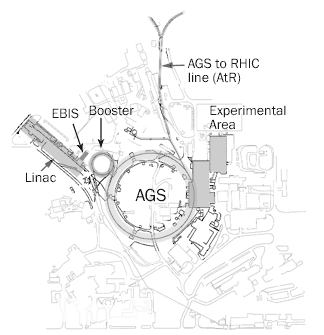 AGS to RHIC
line (AtR)
EBIS
Booster
Experimental
Area
Linac
AGS